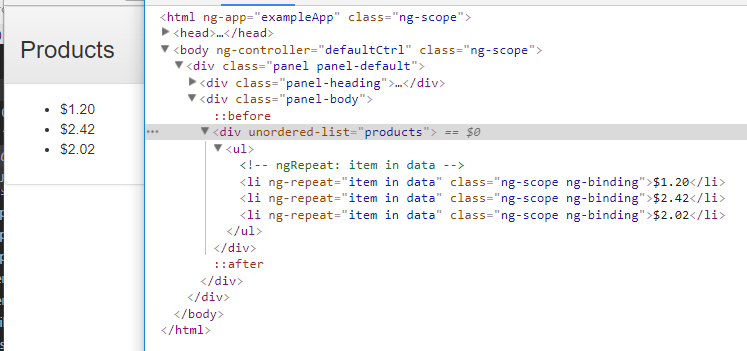 Products
• $1.20
• $2.42
• $2.02
<html ng-app="exampleApp" class="ng-scope">
▶<head>…</head>
▼<body ng-controller="defaultCtrl" class="ng-scope">
▼<div class="panel panel-default">
▶<div class="panel-heading">…</div>
▼<div class="panel-body">
::before
… ▼<div unordered-list="products"> == $0
▼<ul>
<!-- ngRepeat: item in data -->
<li ng-repeat="item in data" class="ng-scope ng-binding">$1.20</li>
<li ng-repeat="item in data" class="ng-scope ng-binding">$2.42</li>
<li ng-repeat="item in data" class="ng-scope ng-binding">$2.02</li>
</ul>
</div>
::after
</div>
</div>
</body>
</html>